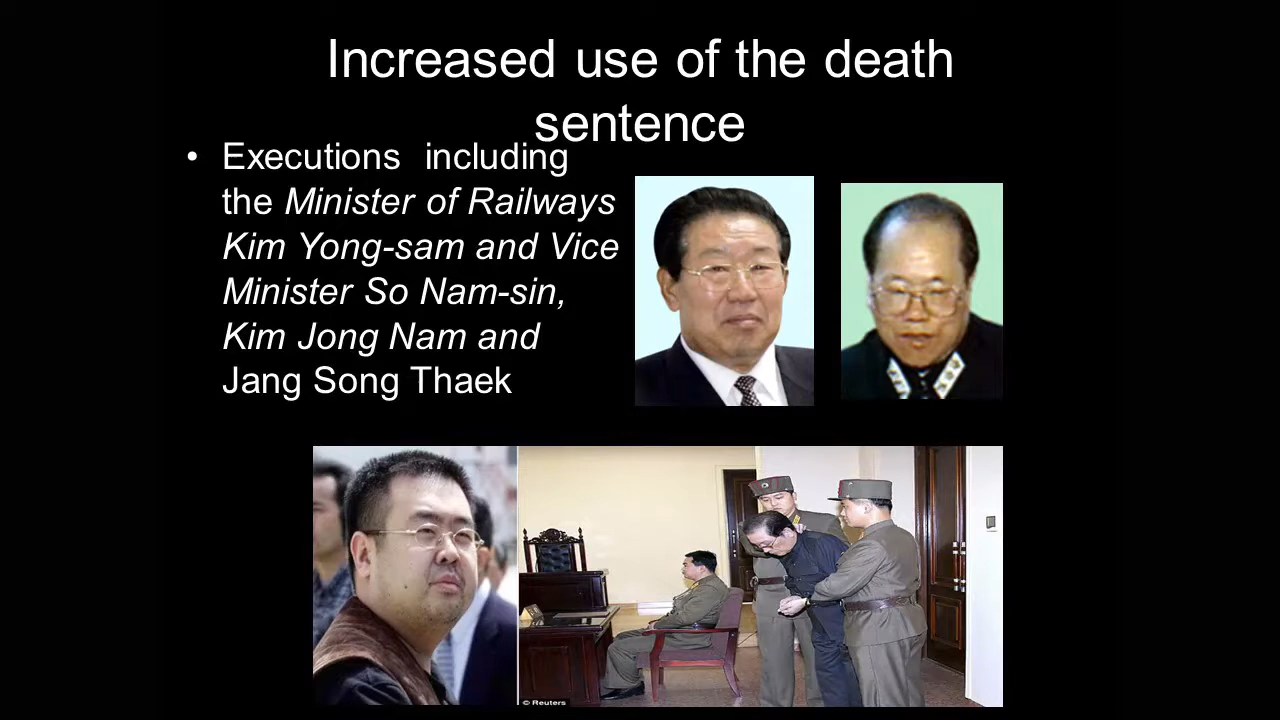 Increased use of the death
sentence
• Executions including
the Minister of Railways
Kim Yong-sam and Vice
Minister So Nam-sin,
Kim Jong Nam and
Jang Song Thaek
© Reuters